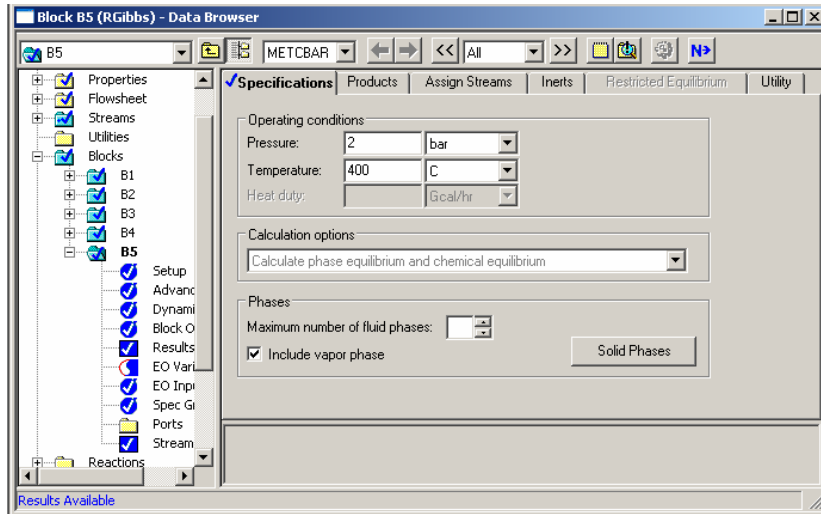 Block B5 (RGibbs) - Data Browser
B5 METCBAR << All >> N>
Properties
Flowsheet
Streams
Utilities
Blocks
B1
B2
B3
B4
B5
Setup
Advanc
Dynami
Block O
Results
EO Vari
EO Inpu
Spec Gr
Ports
Stream
Reactions
Specifications Products Assign Streams Inerts Restricted Equilibrium Utility
Operating conditions
Pressure: 2 bar
Temperature: 400 C
Heat duty: Gcal/hr
Calculation options
Calculate phase equilibrium and chemical equilibrium
Phases
Maximum number of fluid phases:
Include vapor phase
Solid Phases
Results Available